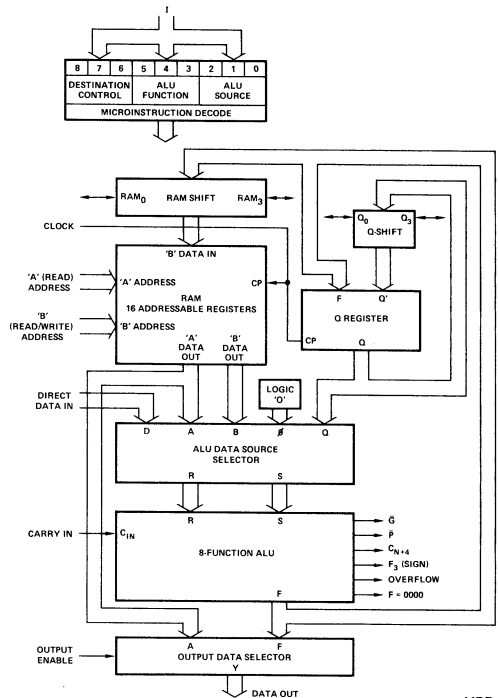 I
8 7 6 5 4 3 2 1 0
DESTINATION CONTROL
ALU FUNCTION
ALU SOURCE
MICROINSTRUCTION DECODE
RAM0 RAM SHIFT RAM3
Q0 Q3
Q-SHIFT
CLOCK
'B' DATA IN
'A' (READ) ADDRESS
'A' ADDRESS
CP
RAM
16 ADDRESSABLE REGISTERS
'B' (READ/WRITE) ADDRESS
'B' ADDRESS
'A' DATA OUT
'B' DATA OUT
F Q'
Q REGISTER
CP Q
LOGIC '0'
DIRECT DATA IN
D A B Ø Q
ALU DATA SOURCE SELECTOR
R S
R S
CARRY IN
CIN
8-FUNCTION ALU
F
Ḡ
P̄
CN+4
F3 (SIGN)
OVERFLOW
F = 0000
OUTPUT ENABLE
A F
OUTPUT DATA SELECTOR
Y
DATA OUT